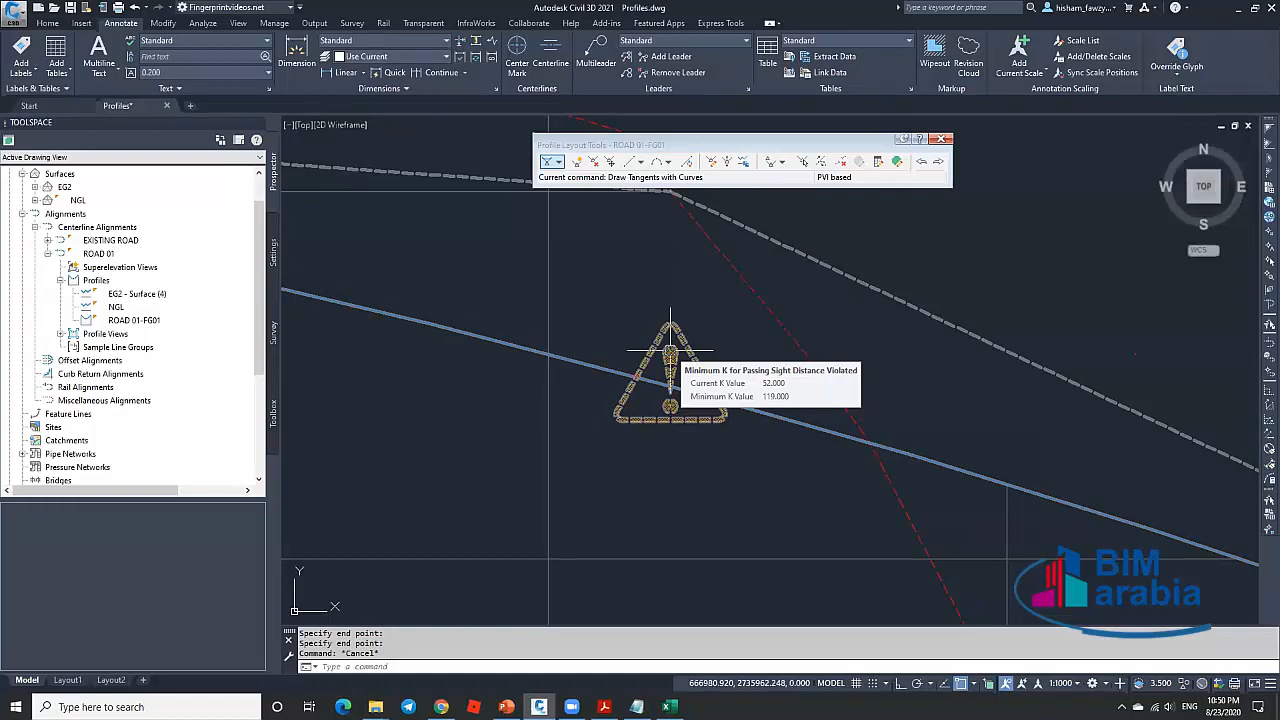 C3D
Fingerprintvideos.net
Autodesk Civil 3D 2021 Profiles.dwg
Type a keyword or phrase
hisham_fawzy...
Home Insert Annotate Modify Analyze View Manage Output Survey Rail Transparent InfraWorks Collaborate Help Add-ins Featured Apps Express Tools
Add Labels
Add Tables
Labels & Tables
Multiline Text
Standard
Find text
0.200
Text
Dimension
Standard
Use Current
Linear Quick Continue
Dimensions
Center Mark
Centerline
Centerlines
Multileader
Standard
Add Leader
Remove Leader
Leaders
Table
Standard
Extract Data
Link Data
Tables
Wipeout
Revision Cloud
Markup
Add Current Scale
Scale List
Add/Delete Scales
Sync Scale Positions
Annotation Scaling
Override Glyph
Label Text
Start
Profiles*
TOOLSPACE
Active Drawing View
Surfaces
EG2
NGL
Alignments
Centerline Alignments
EXISTING ROAD
ROAD 01
Superelevation Views
Profiles
EG2 - Surface (4)
NGL
ROAD 01-FG01
Profile Views
Sample Line Groups
Offset Alignments
Curb Return Alignments
Rail Alignments
Miscellaneous Alignments
Feature Lines
Sites
Catchments
Pipe Networks
Pressure Networks
Bridges
Prospector
Settings
Survey
Toolbox
[−][Top][2D Wireframe]
Profile Layout Tools - ROAD 01-FG01
Current command: Draw Tangents with Curves
PVI based
N
W TOP E
S
WCS
Minimum K for Passing Sight Distance Violated
Current K Value 52.000
Minimum K Value 119.000
Y
X
BIM
arabia
Specify end point:
Specify end point:
Command: *Cancel*
Type a command
Model Layout1 Layout2
666980.920, 2735962.248, 0.000 MODEL
1:1000
3.500
Type here to search
10:50 PM
8/23/2020